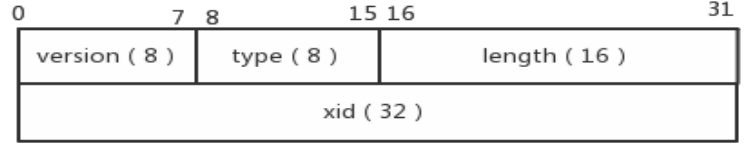 0 7 8 15 16 31
version ( 8 ) type ( 8 ) length ( 16 )
xid ( 32 )